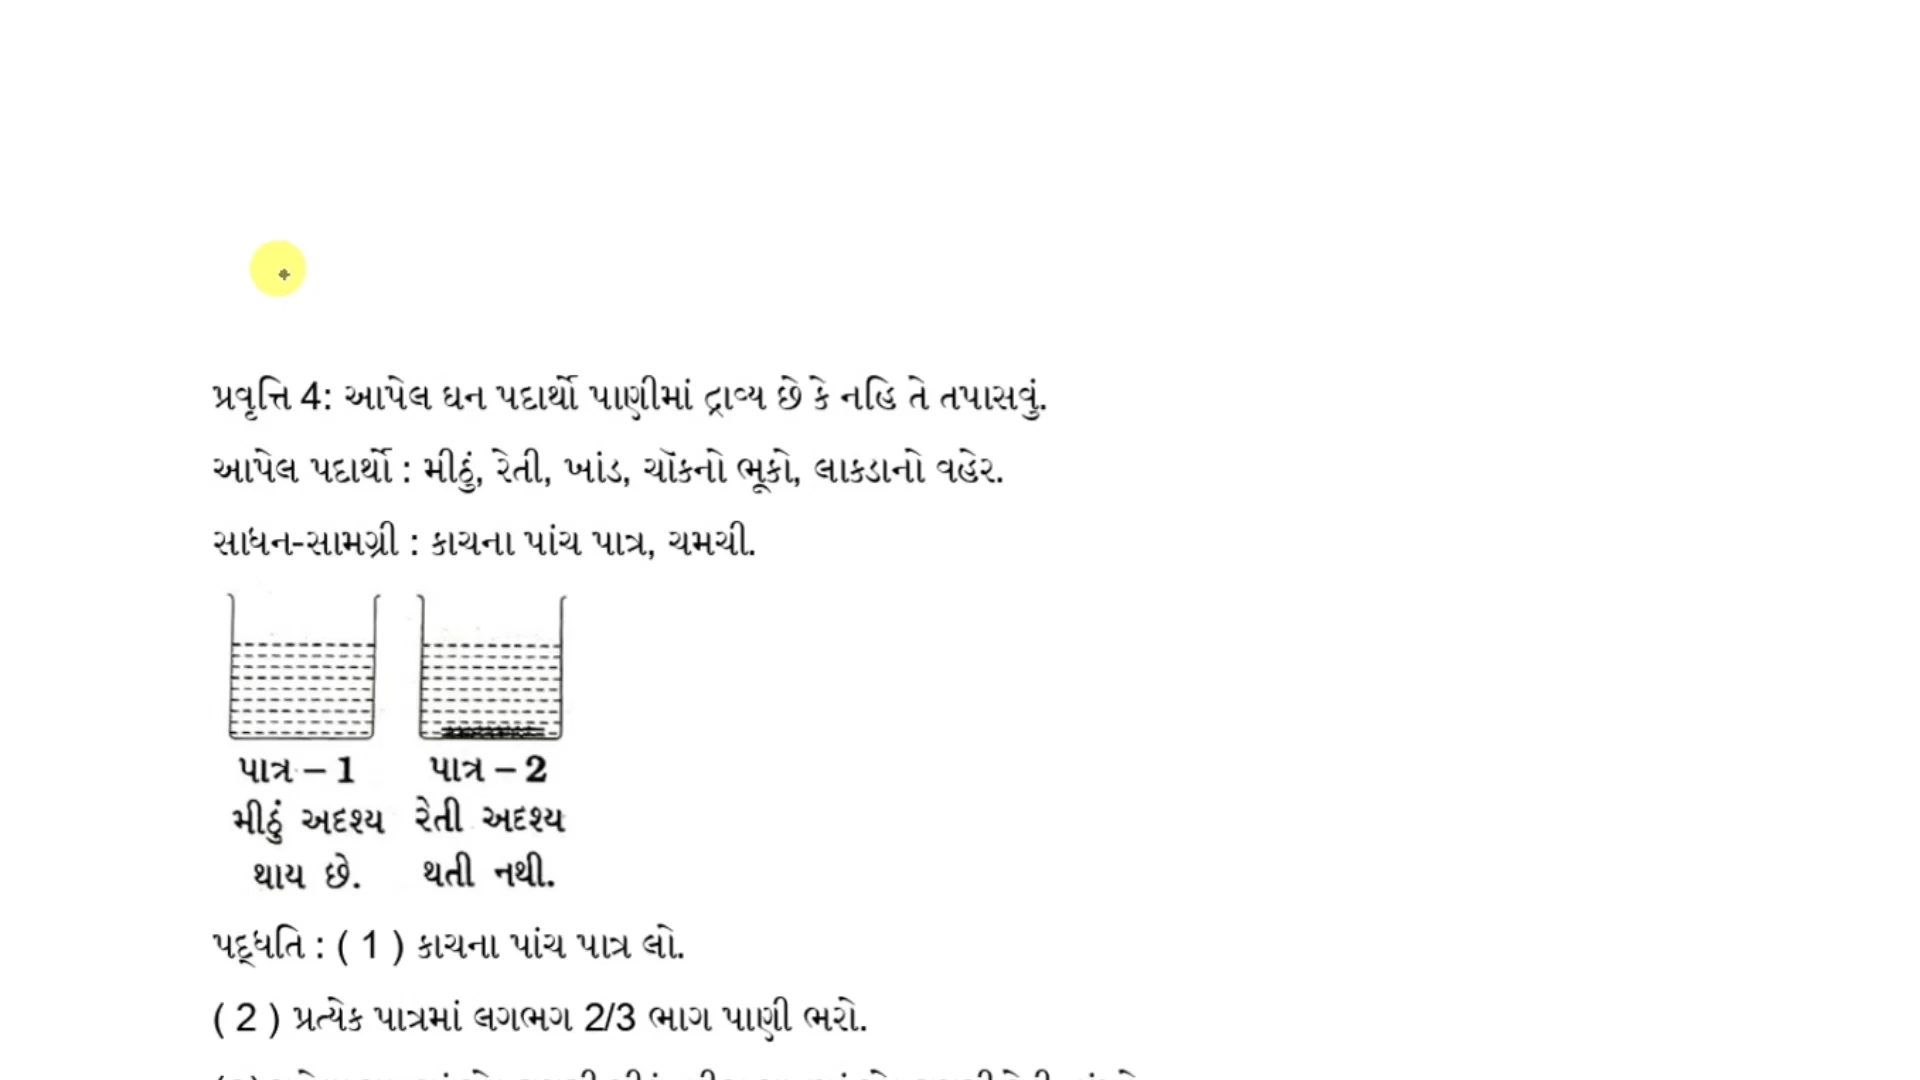 પ્રવૃત્તિ 4: આપેલ ઘન પદાર્થો પાણીમાં દ્રાવ્ય છે કે નહિ તે તપાસવું.
આપેલ પદાર્થો : મીઠું, રેતી, ખાંડ, ચૉકનો ભૂકો, લાકડાનો વહેર.
સાધન-સામગ્રી : કાચના પાંચ પાત્ર, ચમચી.
પાત્ર – 1
મીઠું અદૃશ્ય
થાય છે.
પાત્ર – 2
રેતી અદૃશ્ય
થતી નથી.
પદ્ધતિ : ( 1 ) કાચના પાંચ પાત્ર લો.
( 2 ) પ્રત્યેક પાત્રમાં લગભગ 2/3 ભાગ પાણી ભરો.